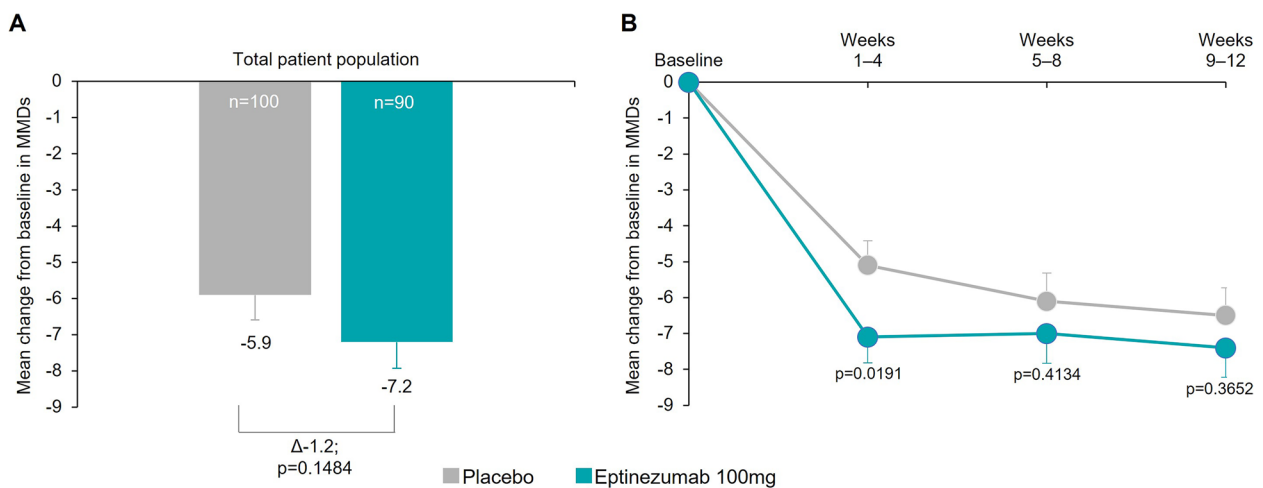 A
Total patient population
Mean change from baseline in MMDs
0
-1
-2
-3
-4
-5
-6
-7
-8
-9
n=100
n=90
-5.9
-7.2
Δ-1.2;
p=0.1484
B
Mean change from baseline in MMDs
Baseline
Weeks
1–4
Weeks
5–8
Weeks
9–12
0
-1
-2
-3
-4
-5
-6
-7
-8
-9
p=0.0191
p=0.4134
p=0.3652
Placebo
Eptinezumab 100mg